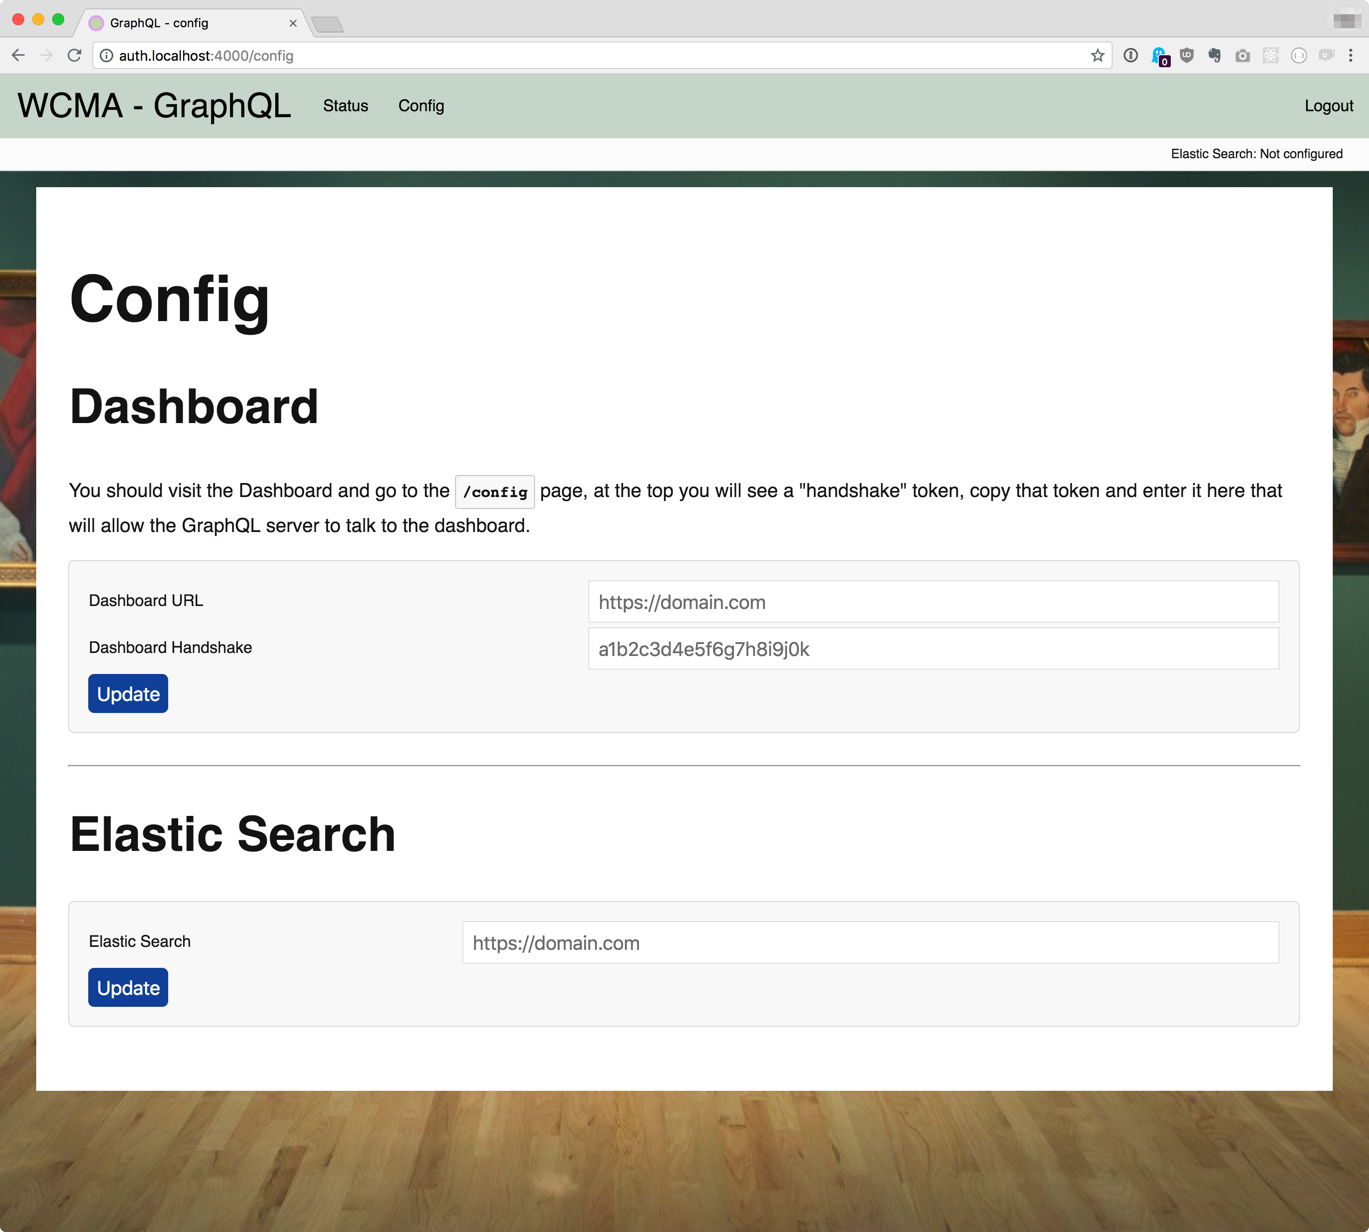 GraphQL - config
auth.localhost:4000/config
0
WCMA - GraphQL Status Config Logout
Elastic Search: Not configured
Config
Dashboard
You should visit the Dashboard and go to the /config page, at the top you will see a "handshake" token, copy that token and enter it here that
will allow the GraphQL server to talk to the dashboard.
Dashboard URL https://domain.com
Dashboard Handshake a1b2c3d4e5f6g7h8i9j0k
Update
Elastic Search
Elastic Search https://domain.com
Update